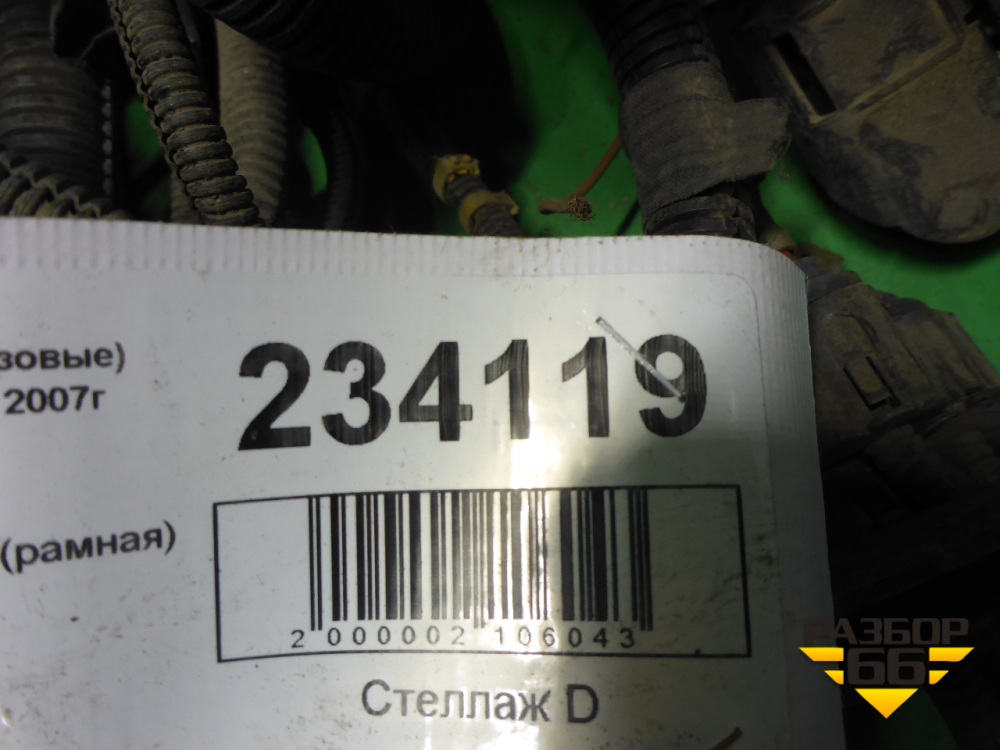 зовые)
2007г
234119
(рамная)
2 000002 106043
Стеллаж D
РАЗБОР
66